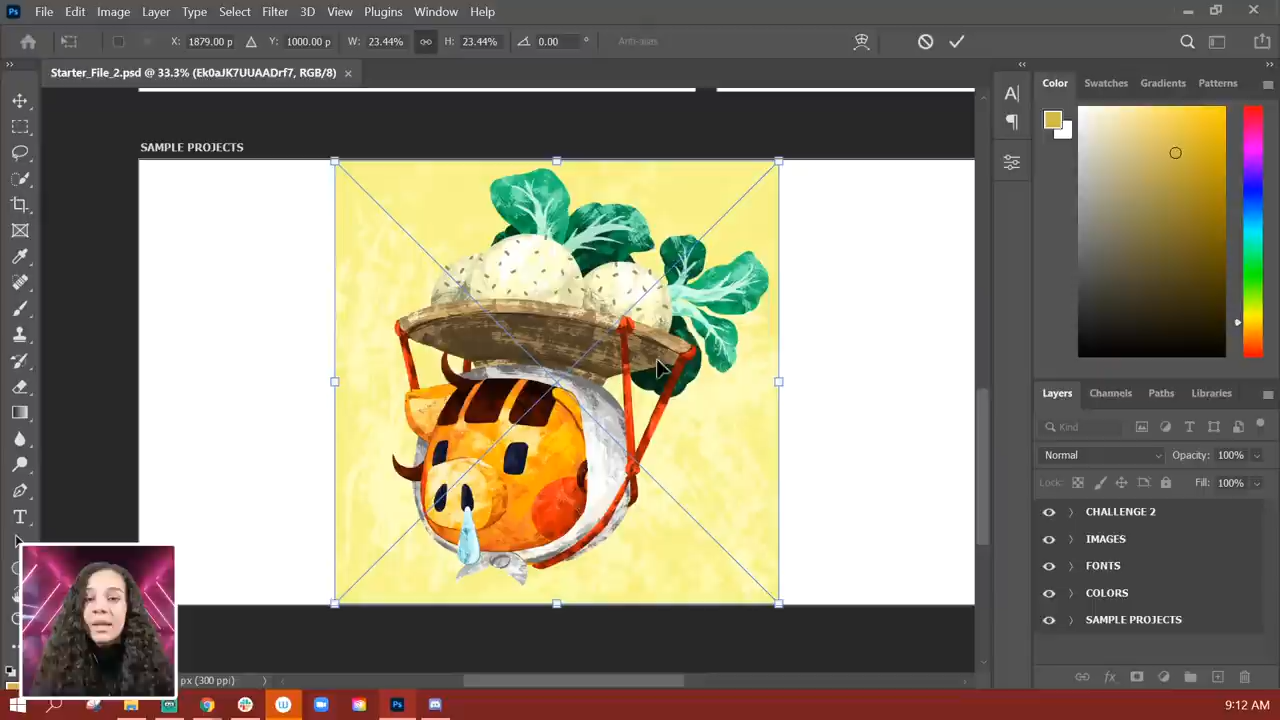 Ps File Edit Image Layer Type Select Filter 3D View Plugins Window Help
X: 1879.00 p Y: 1000.00 p W: 23.44% H: 23.44% 0.00 ° Anti-alias
Starter_File_2.psd @ 33.3% (Ek0aJK7UUAADrf7, RGB/8)
Color Swatches Gradients Patterns
SAMPLE PROJECTS
Layers Channels Paths Libraries
Kind
Normal Opacity: 100%
Lock: Fill: 100%
CHALLENGE 2
IMAGES
FONTS
COLORS
SAMPLE PROJECTS
px (300 ppi)
9:12 AM